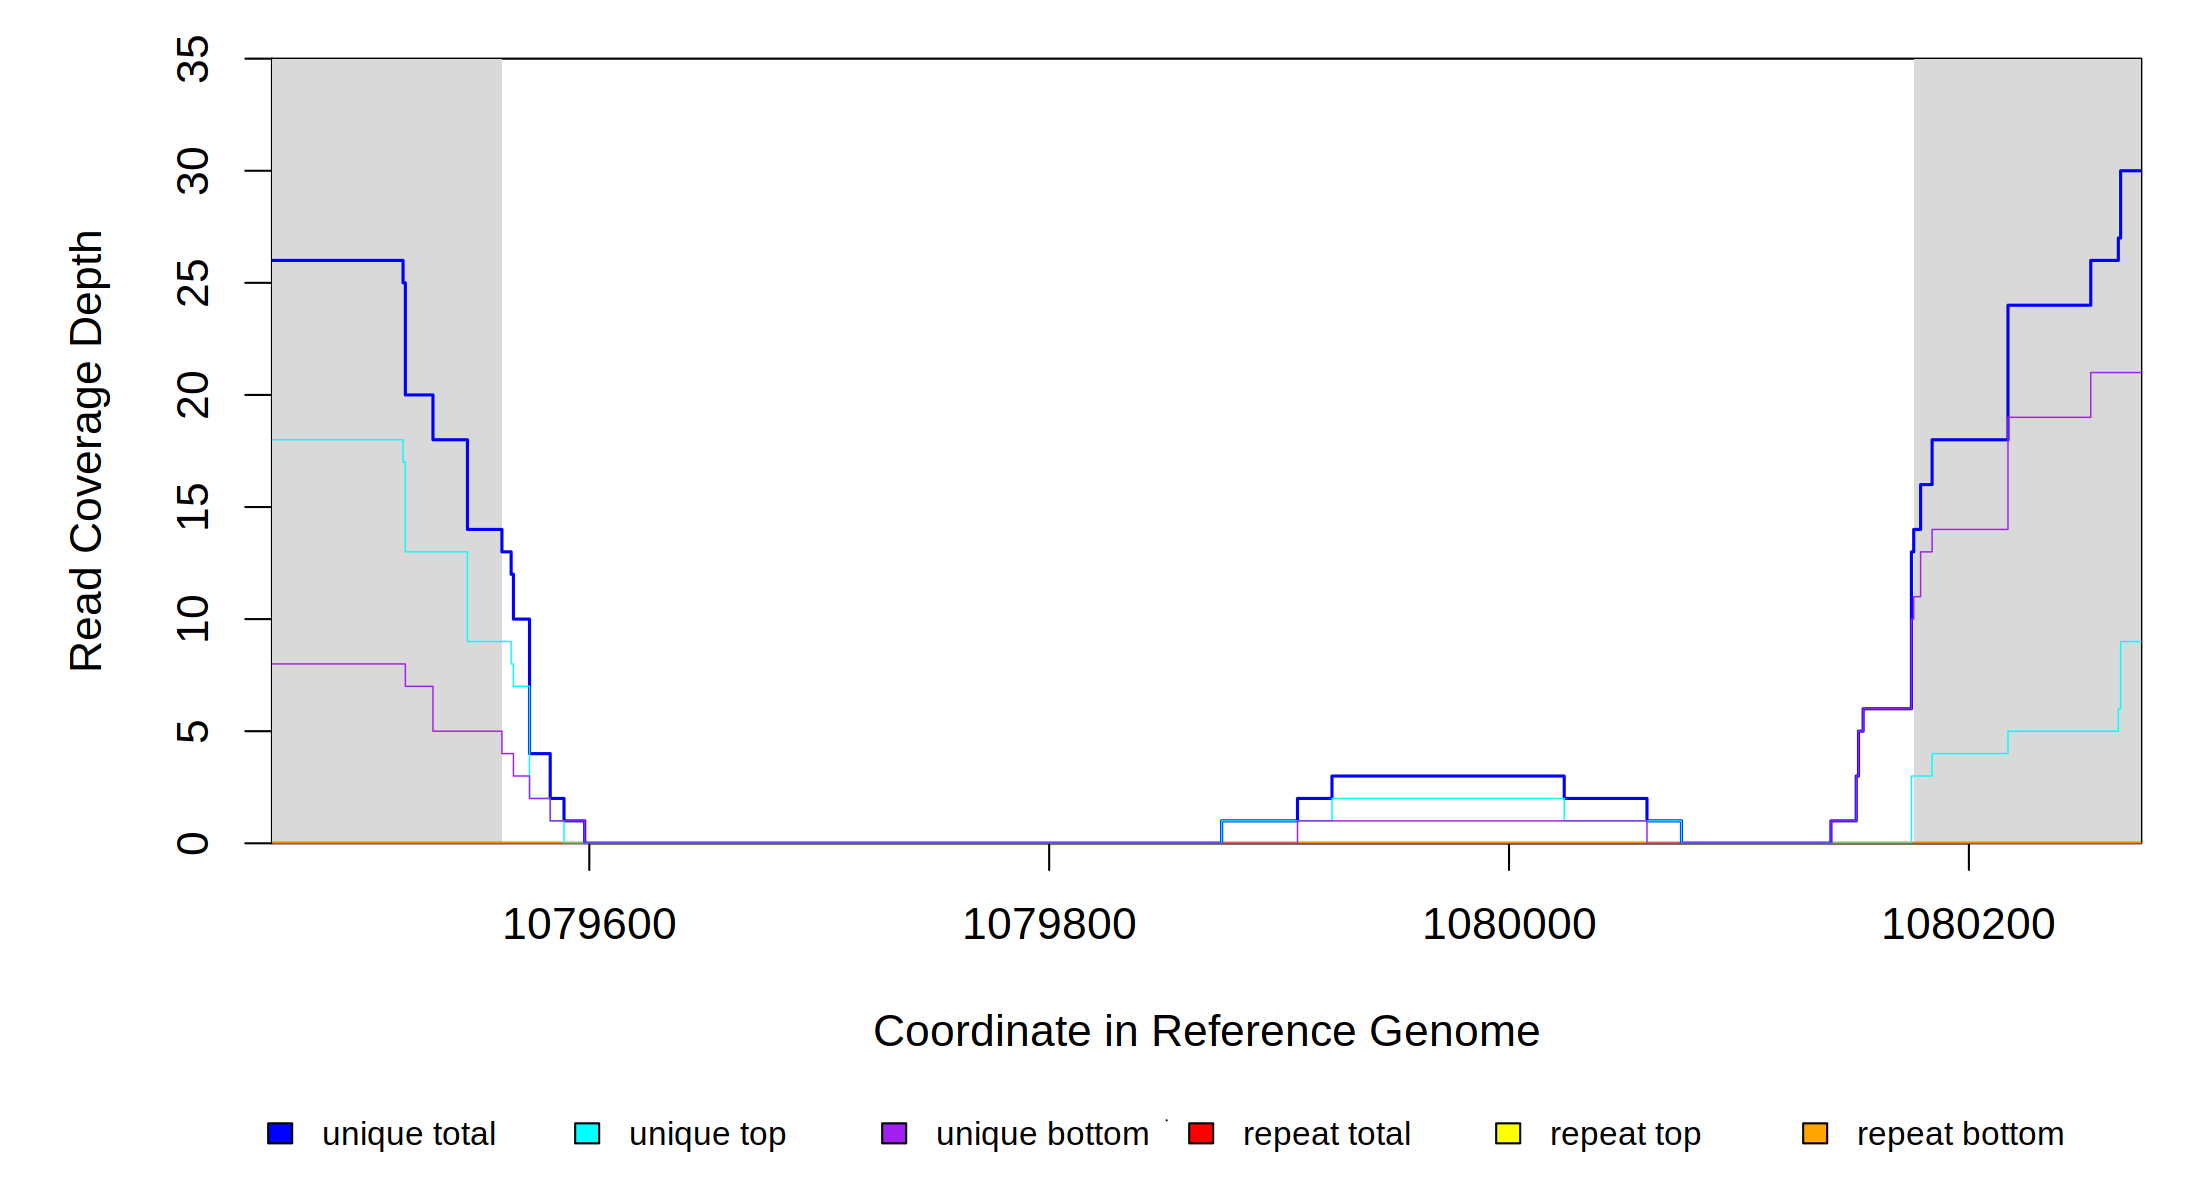 35
30
25
20
15
10
5
0
Read Coverage Depth
1079600 1079800 1080000 1080200
Coordinate in Reference Genome
unique total unique top unique bottom repeat total repeat top repeat bottom